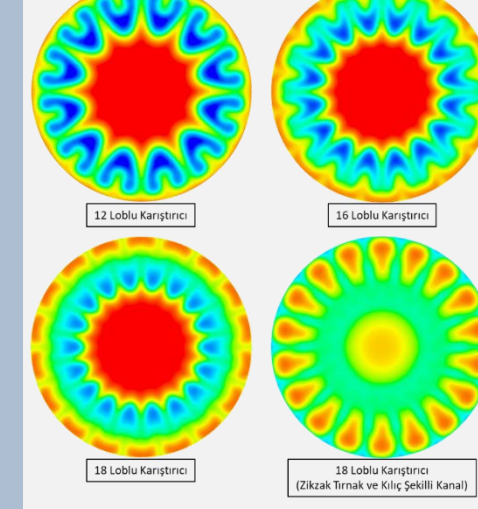 12 Loblu Karıştırıcı
16 Loblu Karıştırıcı
18 Loblu Karıştırıcı
18 Loblu Karıştırıcı
(Zikzak Tırnak ve Kılıç Şekilli Kanal)